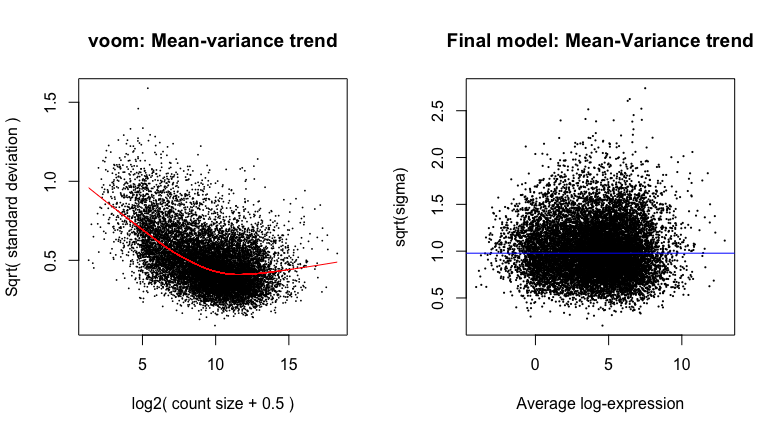 voom: Mean-variance trend
Sqrt( standard deviation )
1.5
1.0
0.5
5
10
15
log2( count size + 0.5 )
Final model: Mean-Variance trend
sqrt(sigma)
2.5
2.0
1.5
1.0
0.5
0
5
10
Average log-expression